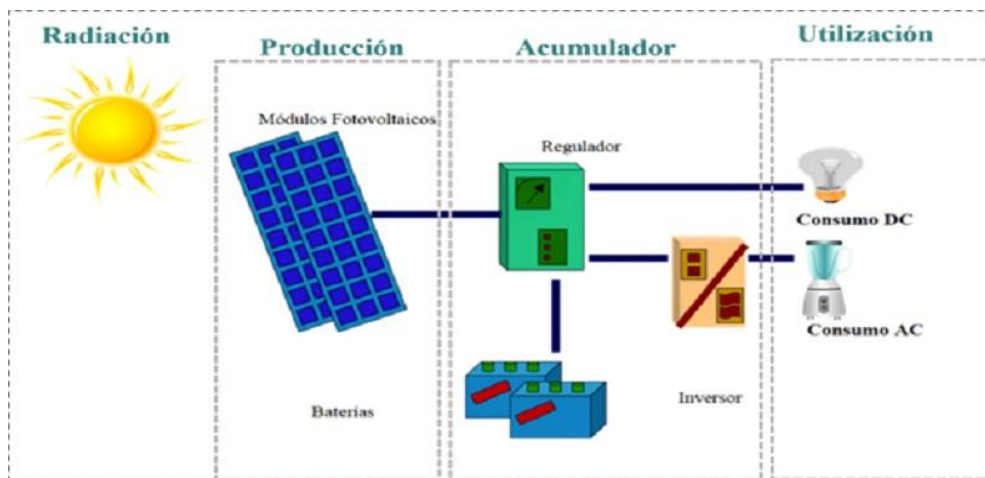 Radiación
Producción
Acumulador
Utilización
Módulos Fotovoltaicos
Regulador
Consumo DC
Consumo AC
Baterías
Inversor